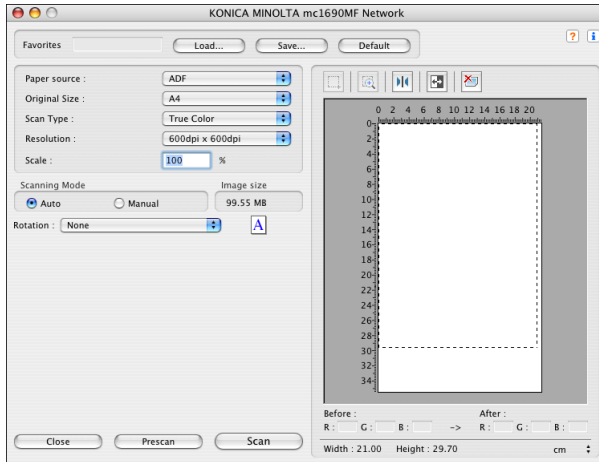 KONICA MINOLTA mc1690MF Network
Favorites Load... Save... Default ? i
Paper source : ADF
Original Size : A4
Scan Type : True Color
Resolution : 600dpi x 600dpi
Scale : 100 %
Scanning Mode Image size
Auto Manual 99.55 MB
Rotation : None A
0 2 4 6 8 10 12 14 16 18 20
0
2
4
6
8
10
12
14
16
18
20
22
24
26
28
30
32
34
Before : After :
R : G : B : -> R : G : B :
Close Prescan Scan
Width : 21.00 Height : 29.70 cm